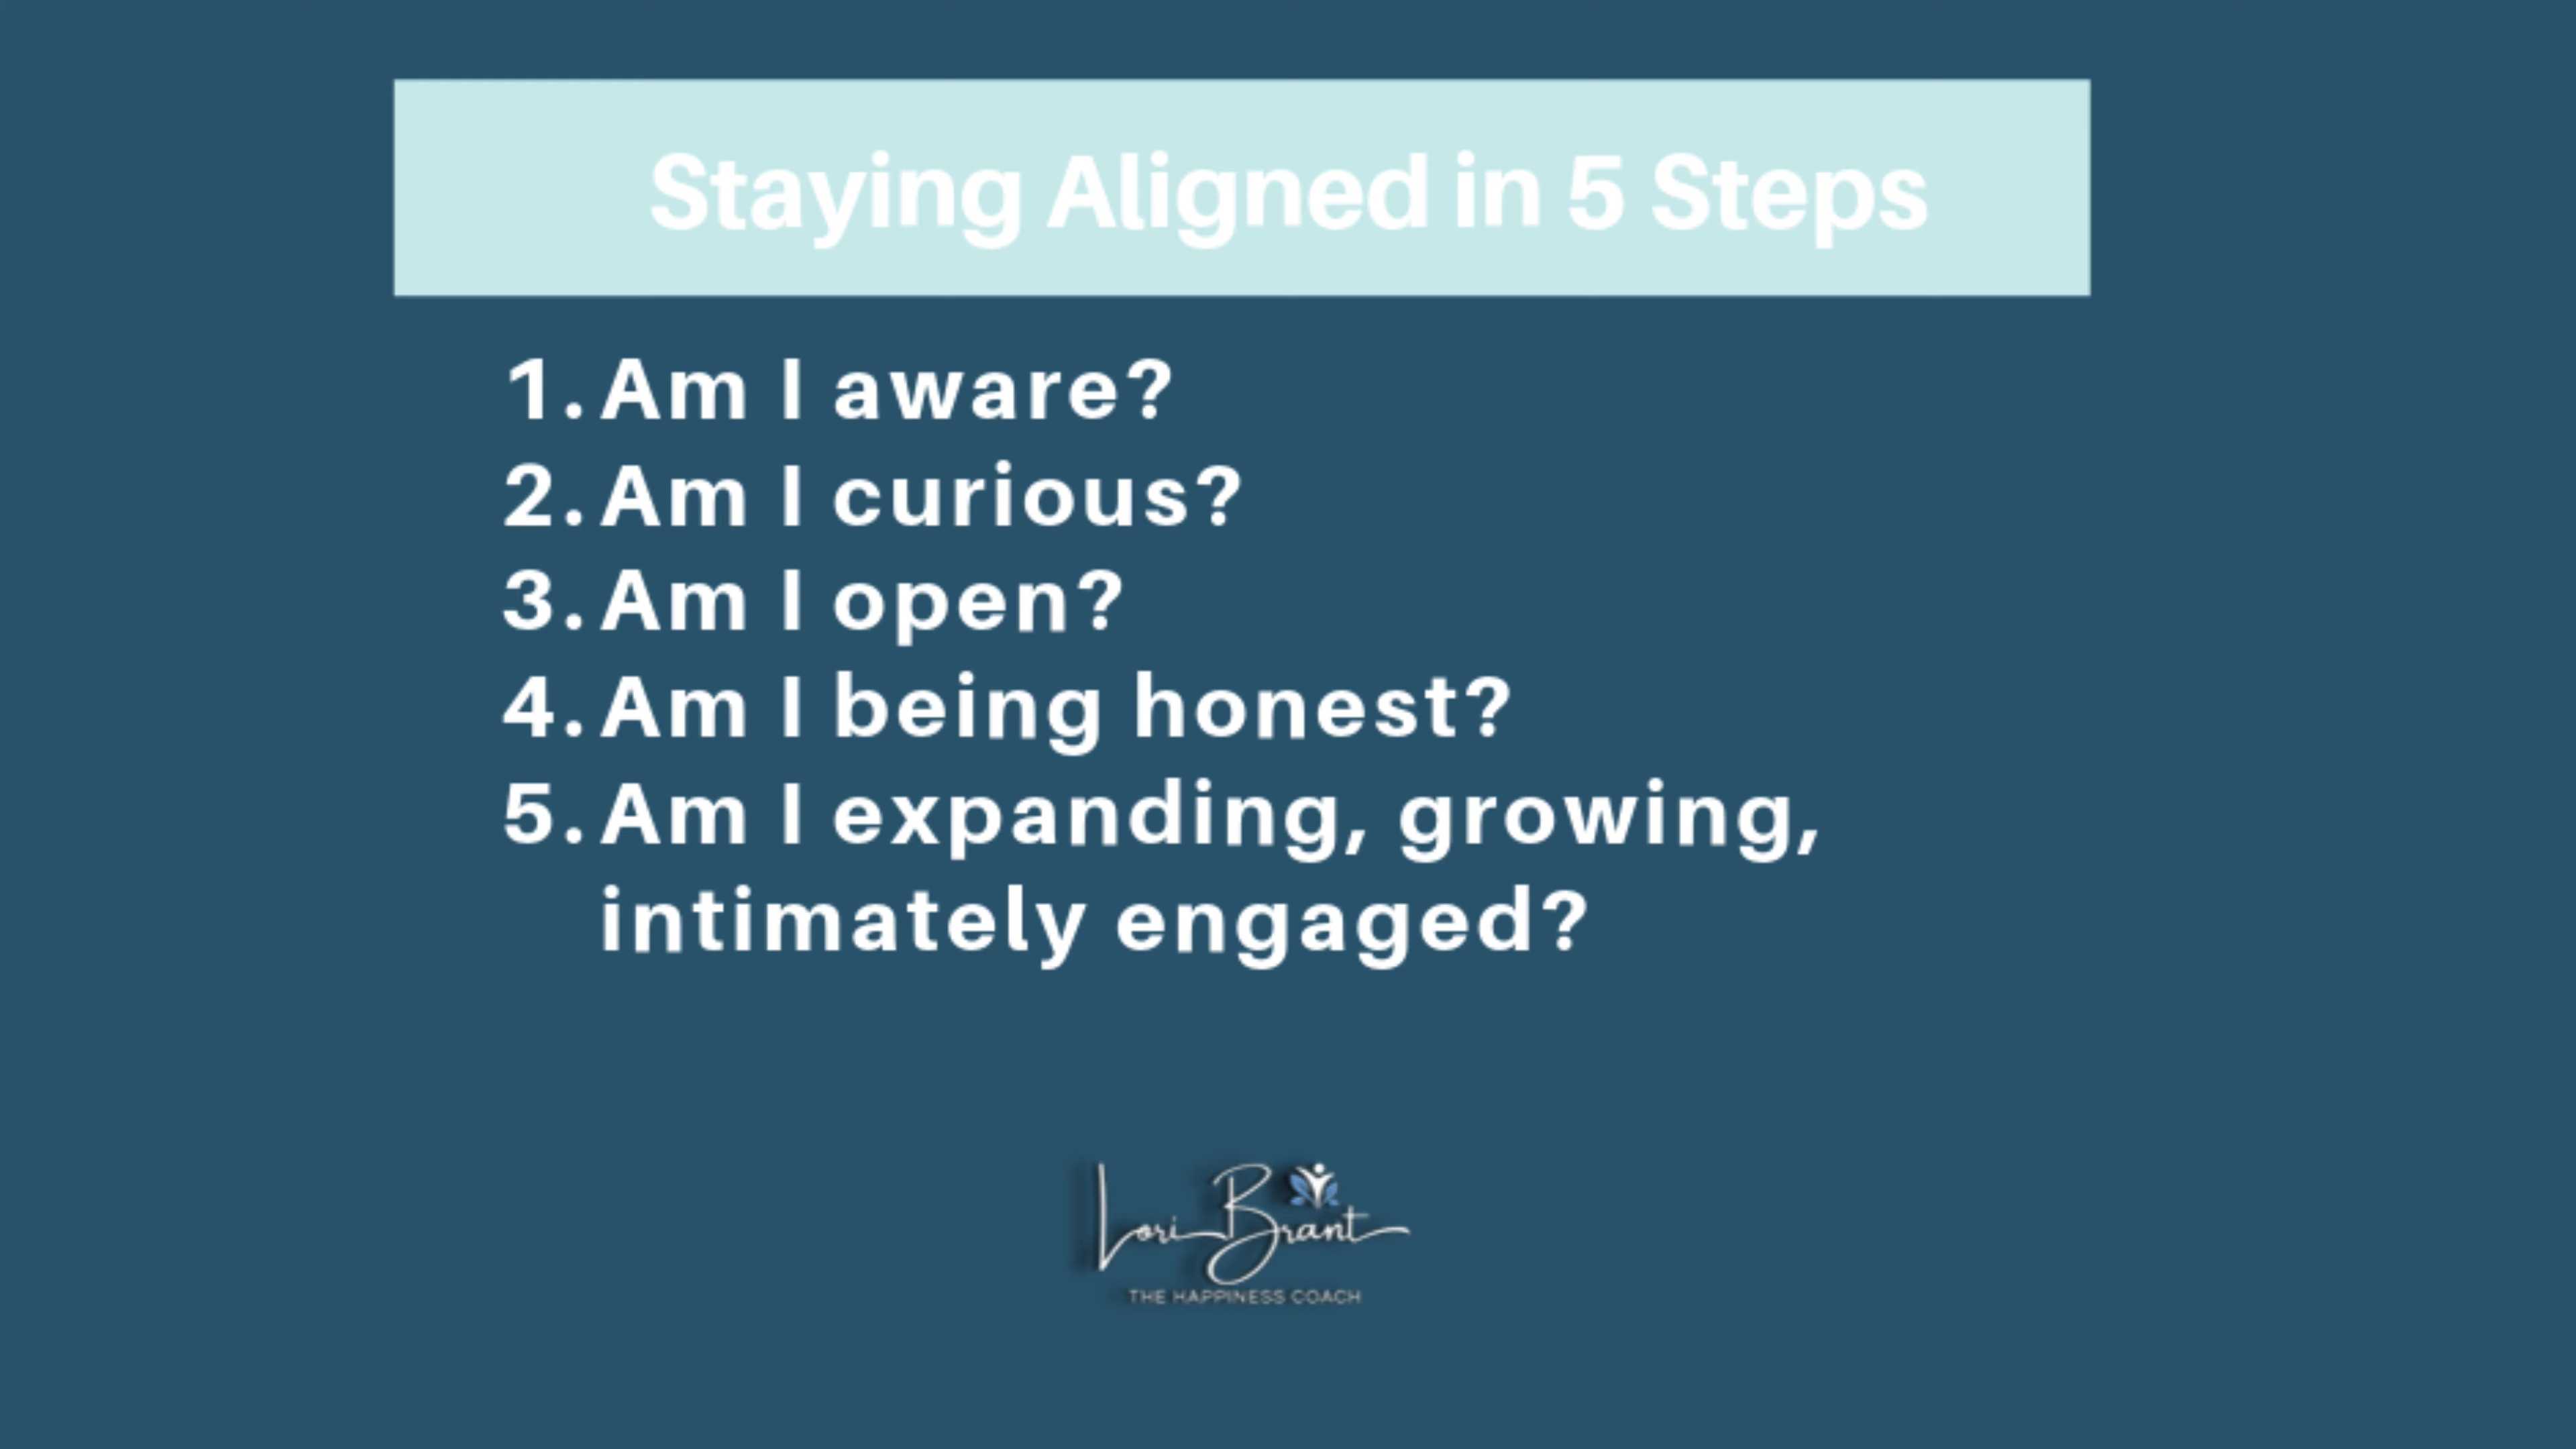 Staying Aligned in 5 Steps
1. Am I aware?
2. Am I curious?
3. Am I open?
4. Am I being honest?
5. Am I expanding, growing,
intimately engaged?
Lori Brant
THE HAPPINESS COACH